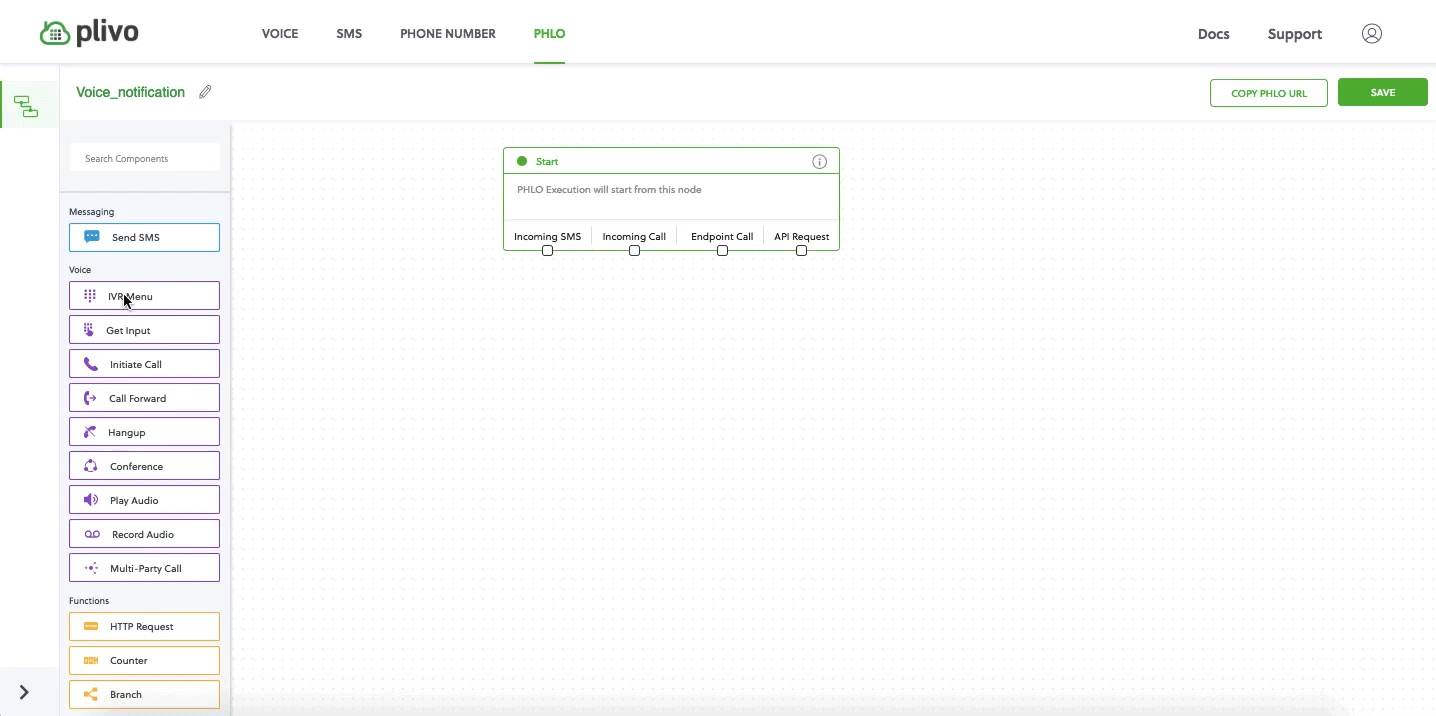 plivo
VOICE SMS PHONE NUMBER PHLO
Docs Support
Voice_notification
COPY PHLO URL SAVE
Search Components
Messaging
Send SMS
Voice
IVR Menu
Get Input
Initiate Call
Call Forward
Hangup
Conference
Play Audio
Record Audio
Multi-Party Call
Functions
HTTP Request
Counter
Branch
Start
PHLO Execution will start from this node
Incoming SMS Incoming Call Endpoint Call API Request